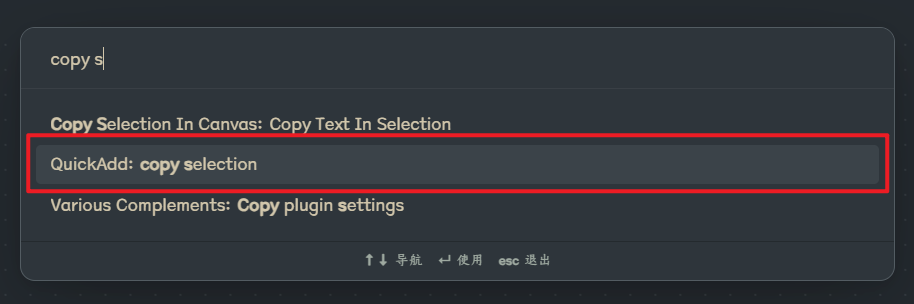 copy s
Copy Selection In Canvas: Copy Text In Selection
QuickAdd: copy selection
Various Complements: Copy plugin settings
↑↓ 导航 ↵ 使用 esc 退出